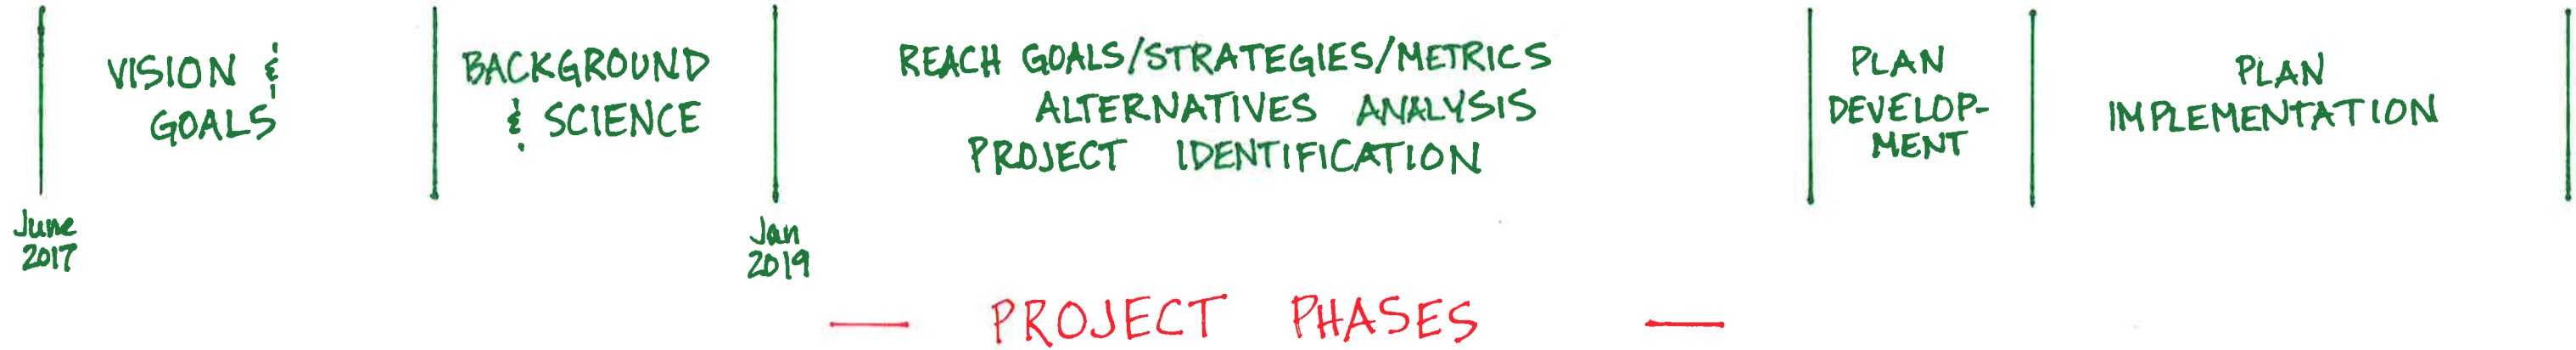 VISION &
GOALS
BACKGROUND
& SCIENCE
REACH GOALS/STRATEGIES/METRICS
ALTERNATIVES ANALYSIS
PROJECT IDENTIFICATION
PLAN
DEVELOP-
MENT
PLAN
IMPLEMENTATION
June
2017
Jan
2019
— PROJECT PHASES —